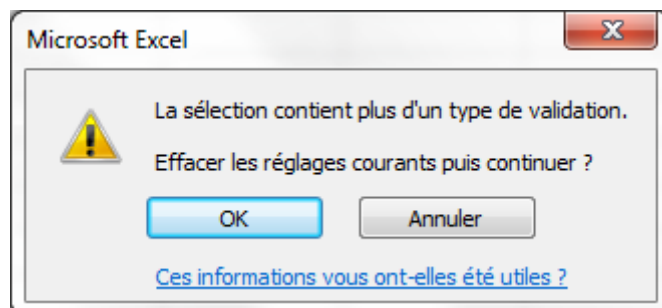 Microsoft Excel
La sélection contient plus d'un type de validation.
Effacer les réglages courants puis continuer ?
OK
Annuler
Ces informations vous ont-elles été utiles ?